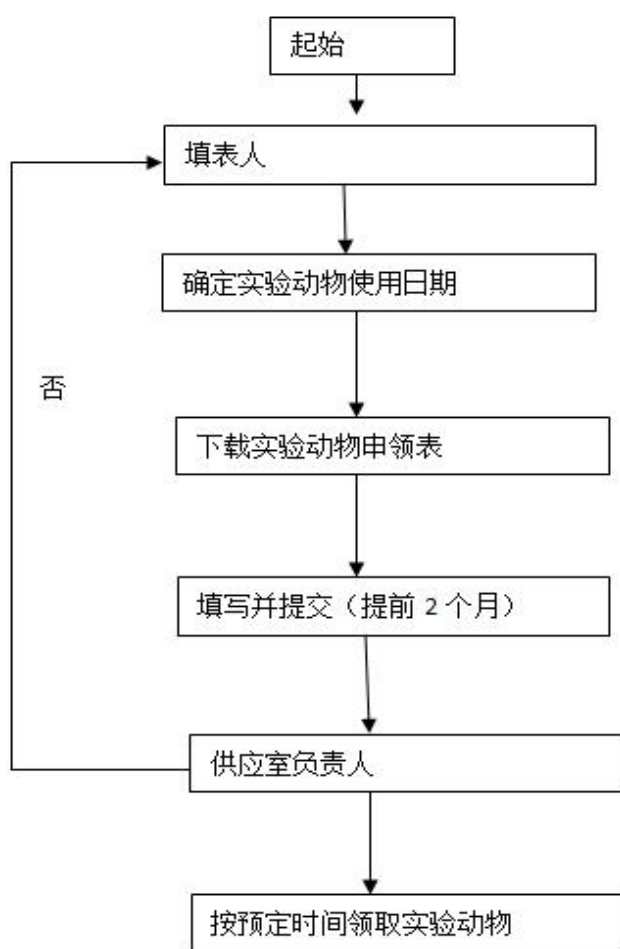 起始
填表人
确定实验动物使用日期
否
下载实验动物申领表
填写并提交（提前 2 个月）
供应室负责人
按预定时间领取实验动物